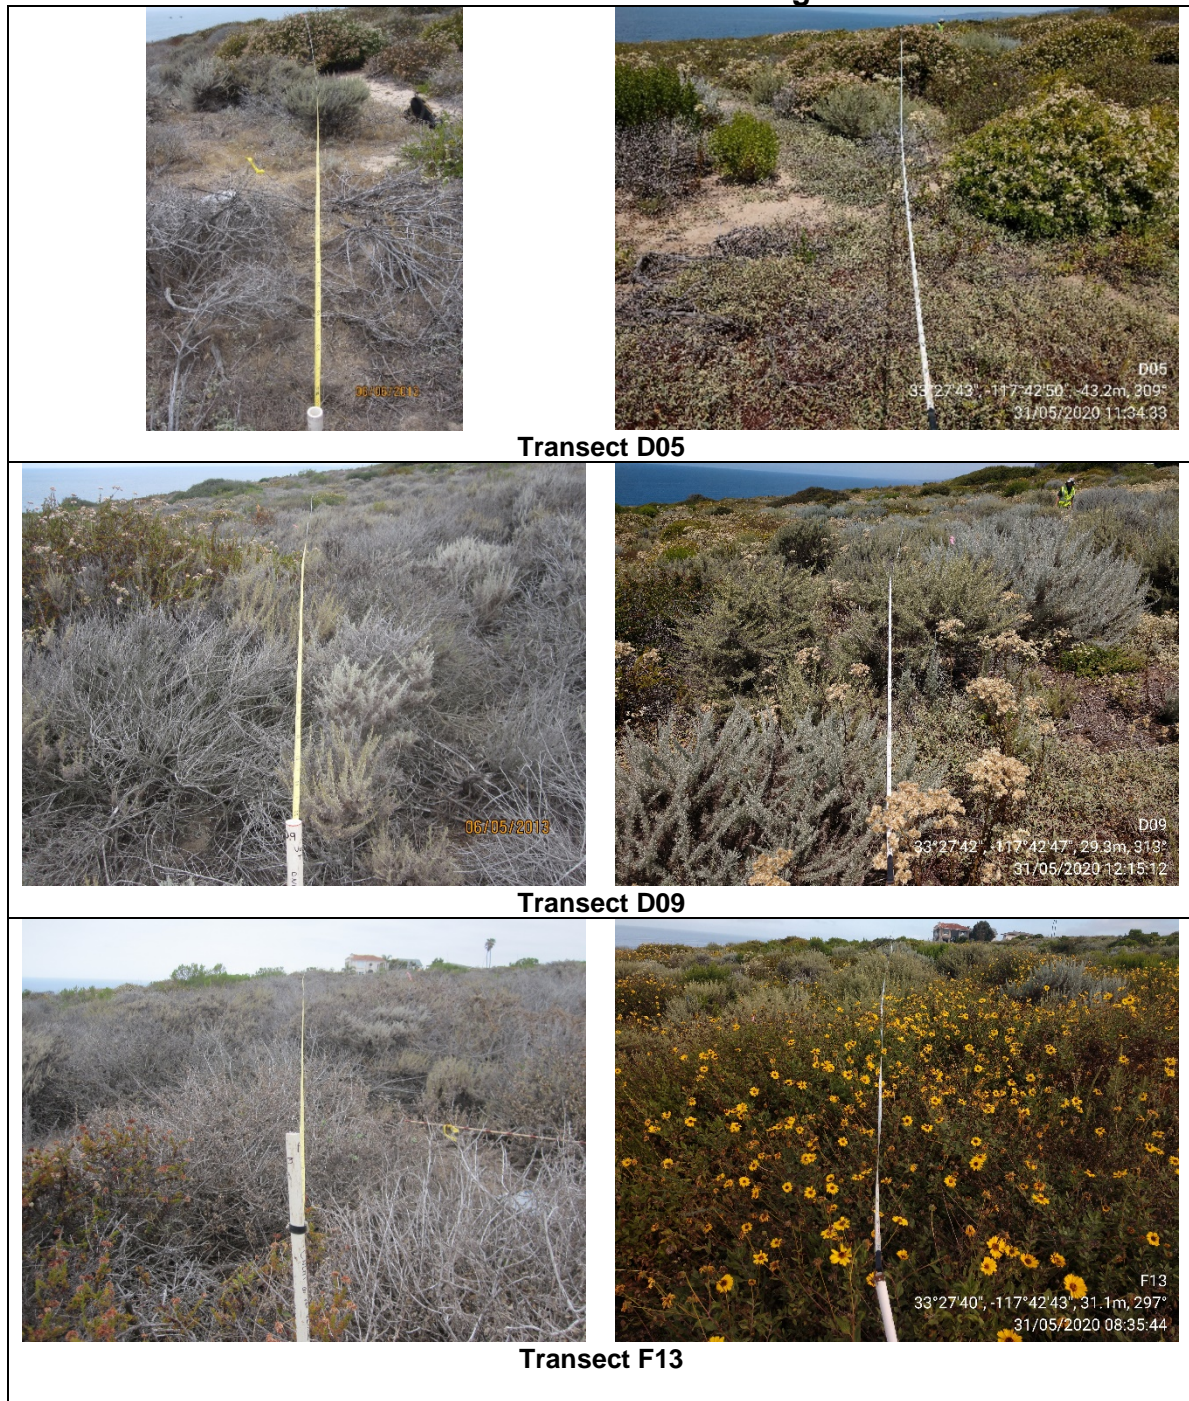 06/06/2012
D05
33°27'43", -117°42'50", -43.2m, 309°
31/05/2020 11:34:33
Transect D05
06/05/2013
D09
33°27'42", -117°42'47", 29.3m, 313°
31/05/2020 12:15:12
Transect D09
F13
33°27'40", -117°42'43", 31.1m, 297°
31/05/2020 08:35:44
Transect F13